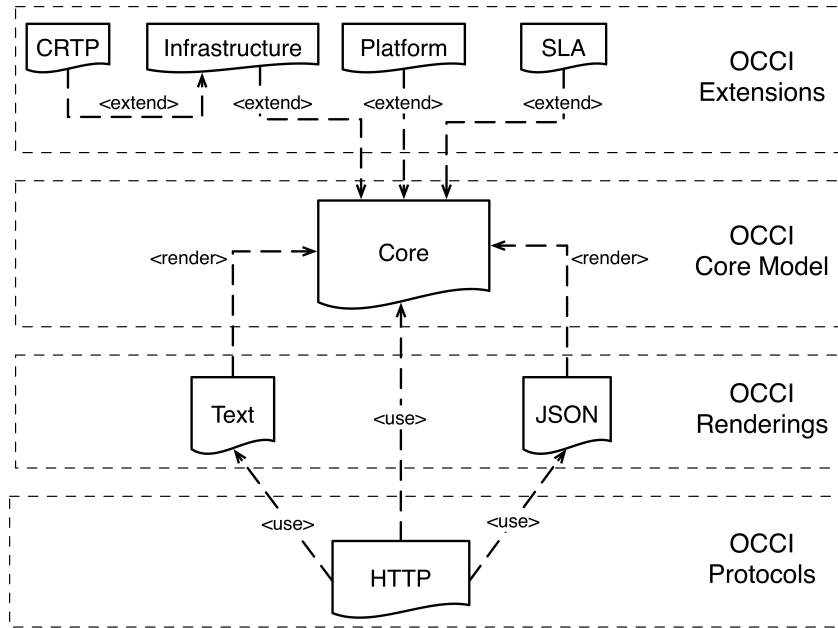 CRTP
Infrastructure
Platform
SLA
OCCI
Extensions
<extend>
<extend>
<extend>
<extend>
Core
OCCI
Core Model
<render>
<render>
Text
JSON
OCCI
Renderings
<use>
<use>
<use>
HTTP
OCCI
Protocols